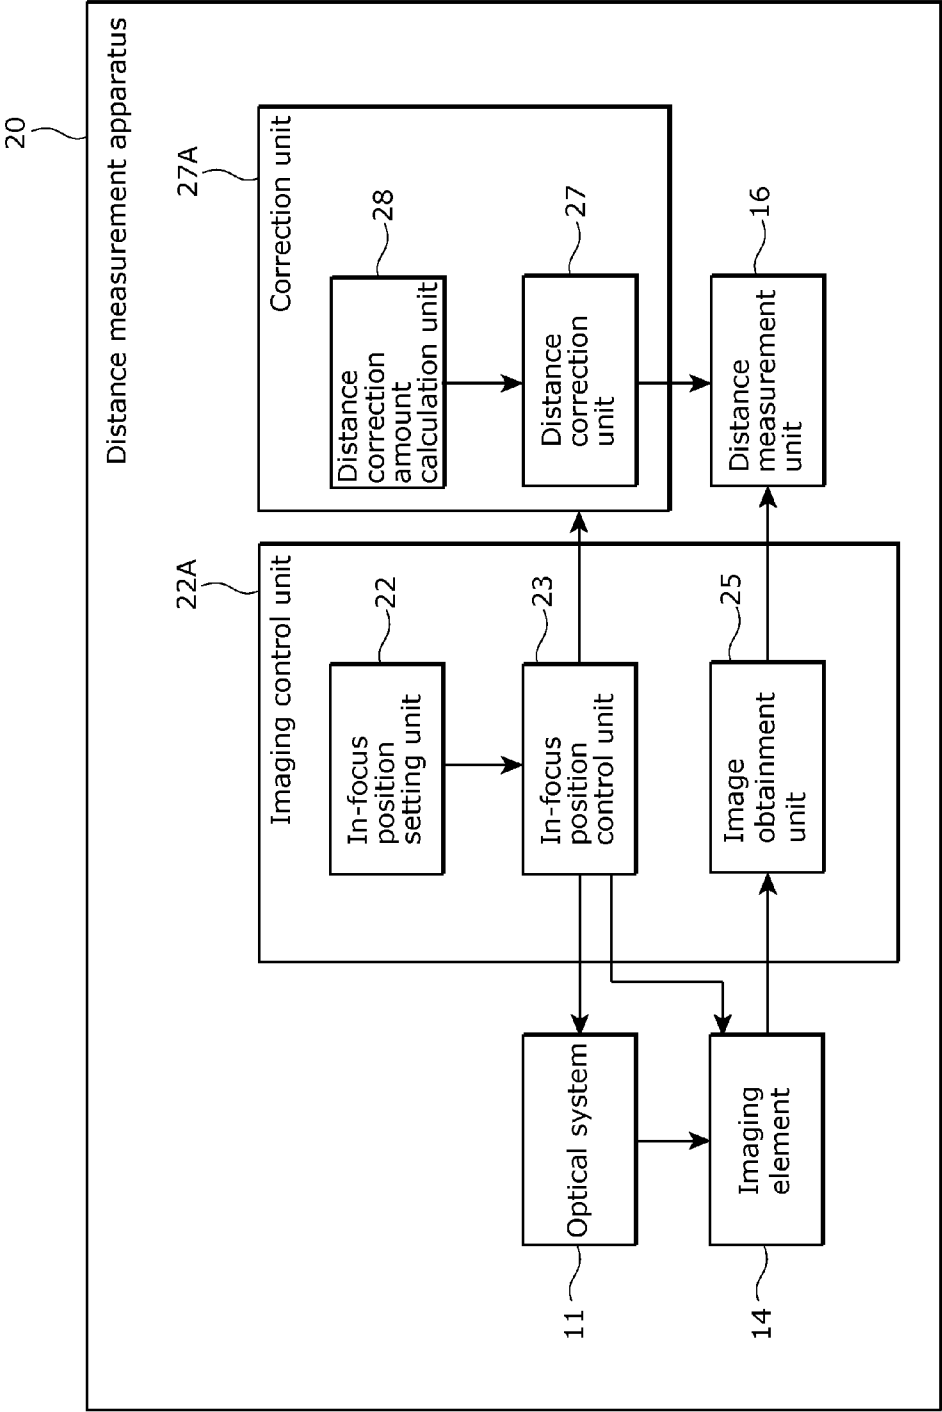 20
Distance measurement apparatus
22A
Imaging control unit
27A
Correction unit
22
In-focus
position
setting unit
28
Distance
correction
amount
calculation unit
11
Optical system
23
In-focus
position
control unit
27
Distance
correction
unit
14
Imaging
element
25
Image
obtainment
unit
16
Distance
measurement
unit